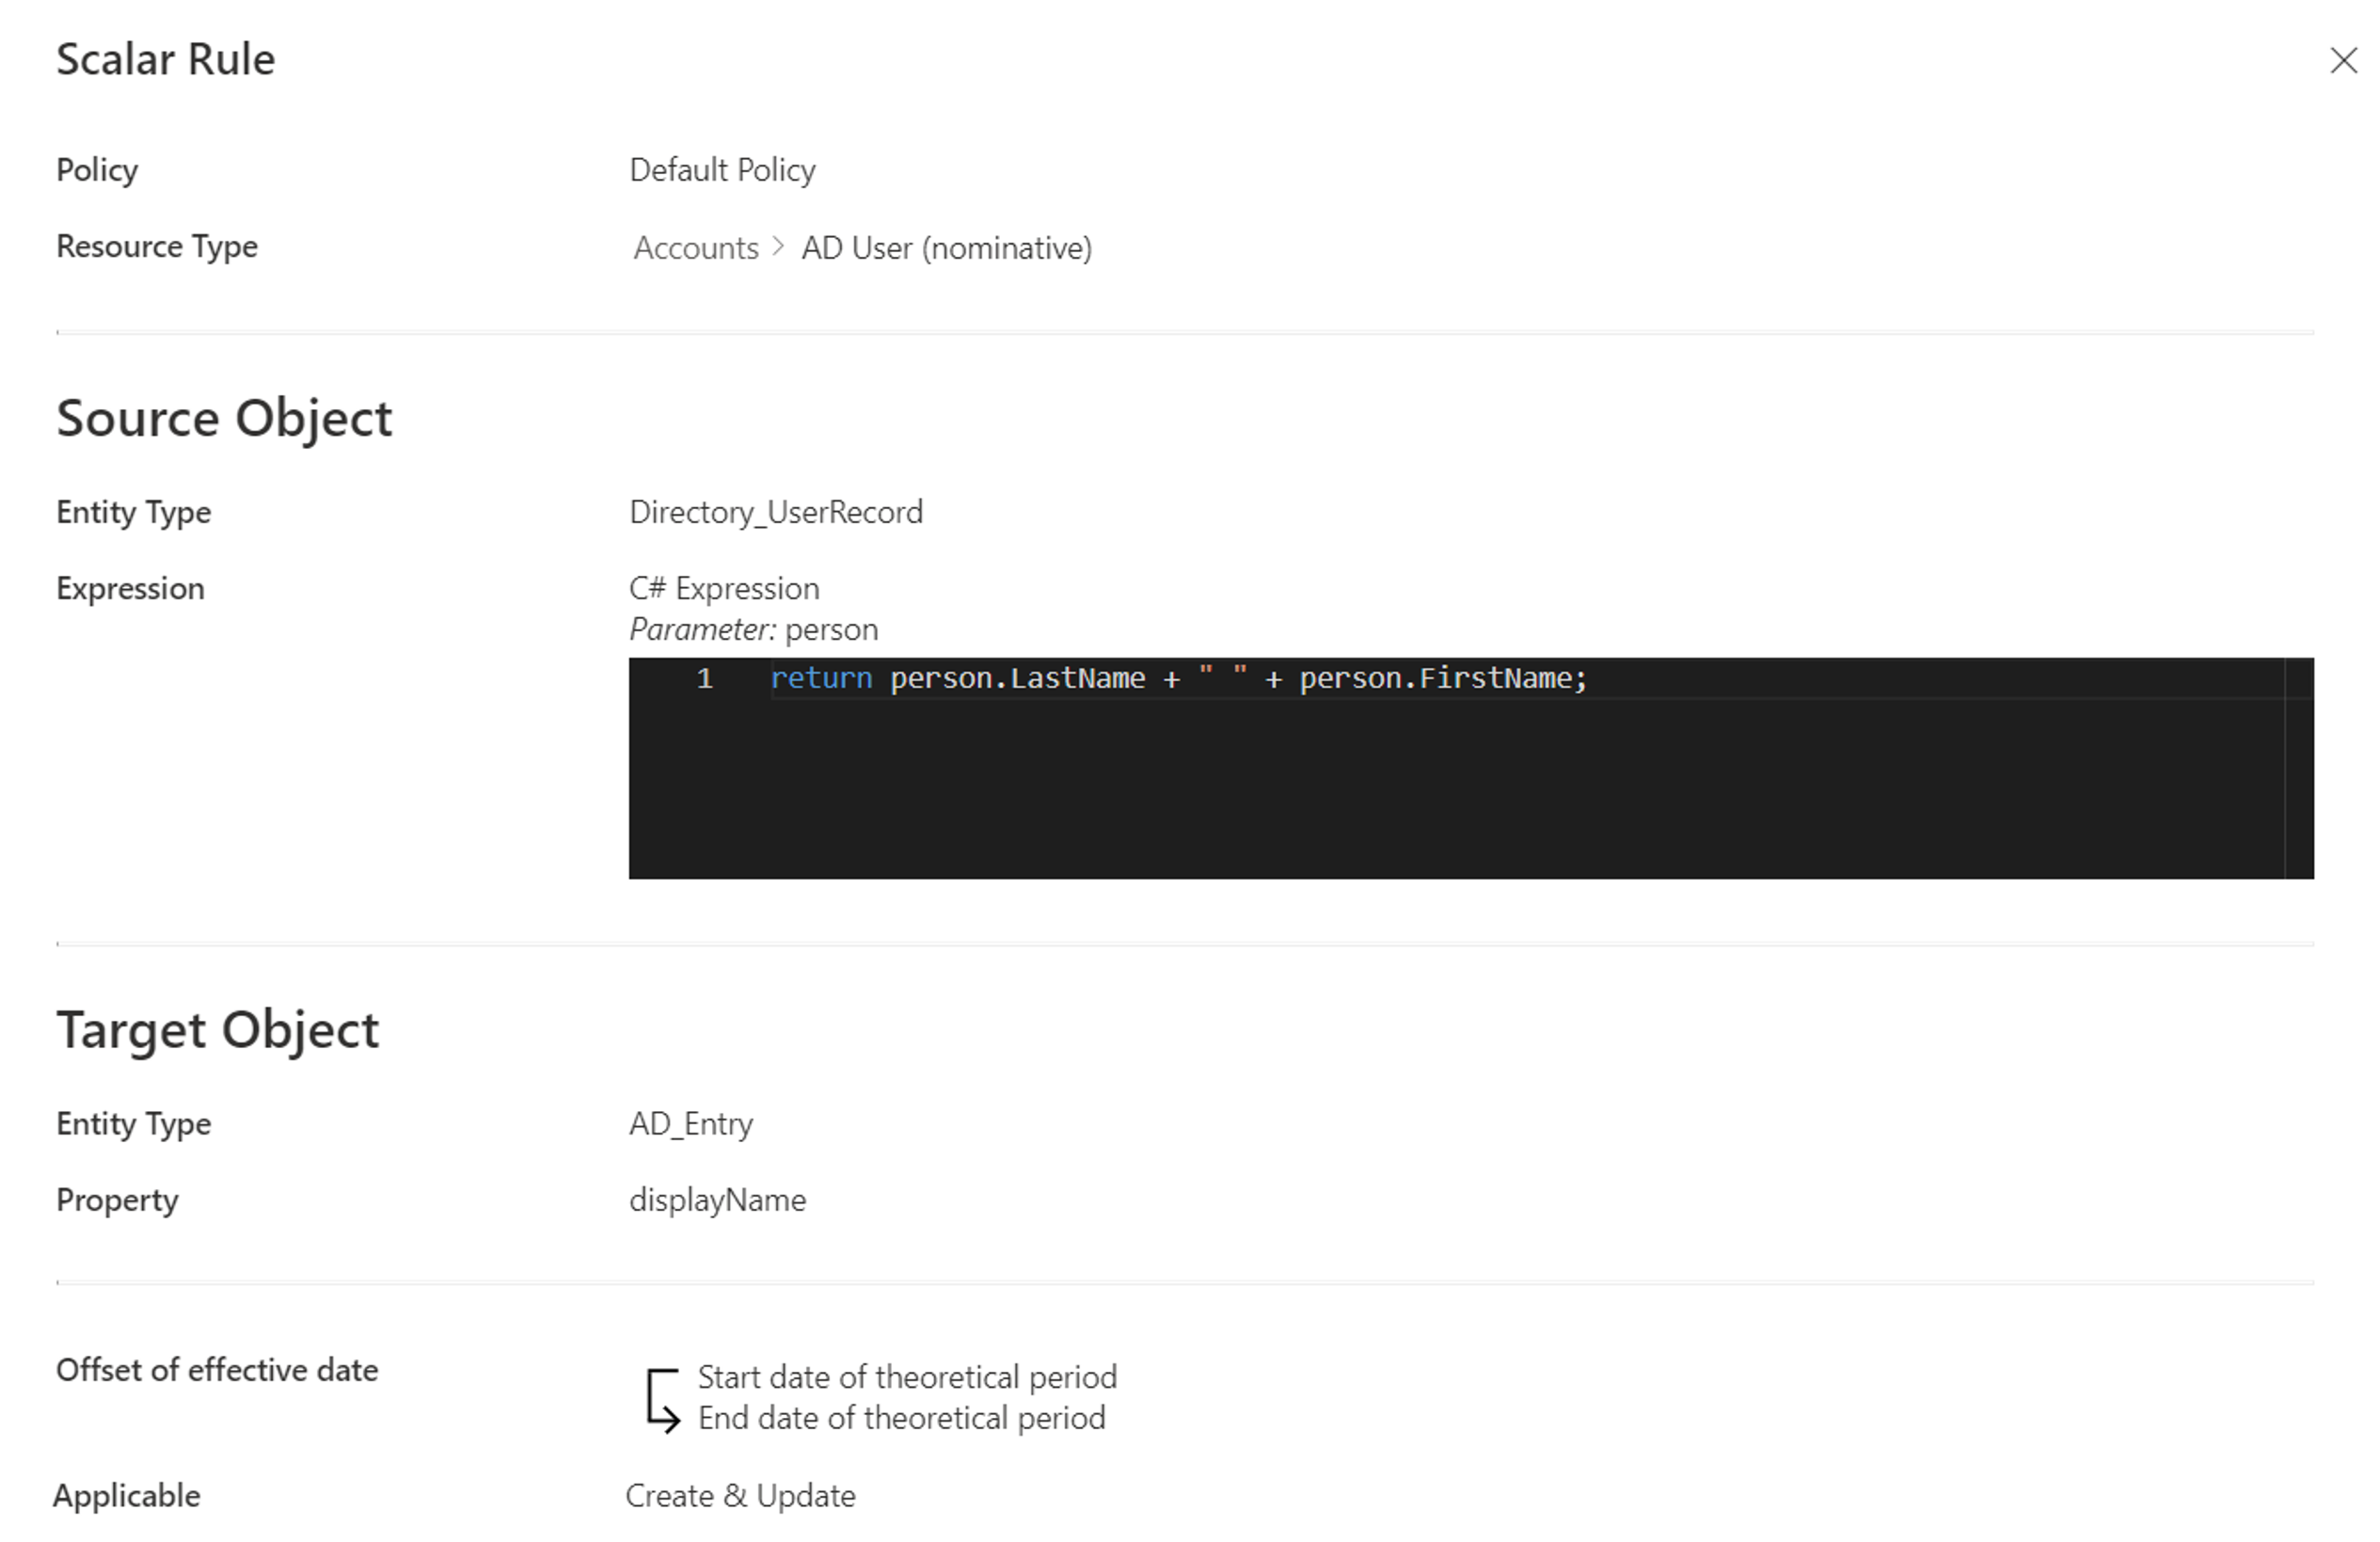 Scalar Rule
Policy Default Policy
Resource Type Accounts > AD User (nominative)
Source Object
Entity Type Directory_UserRecord
Expression C# Expression
Parameter: person
1 return person.LastName + " " + person.FirstName;
Target Object
Entity Type AD_Entry
Property displayName
Offset of effective date Start date of theoretical period
End date of theoretical period
Applicable Create & Update